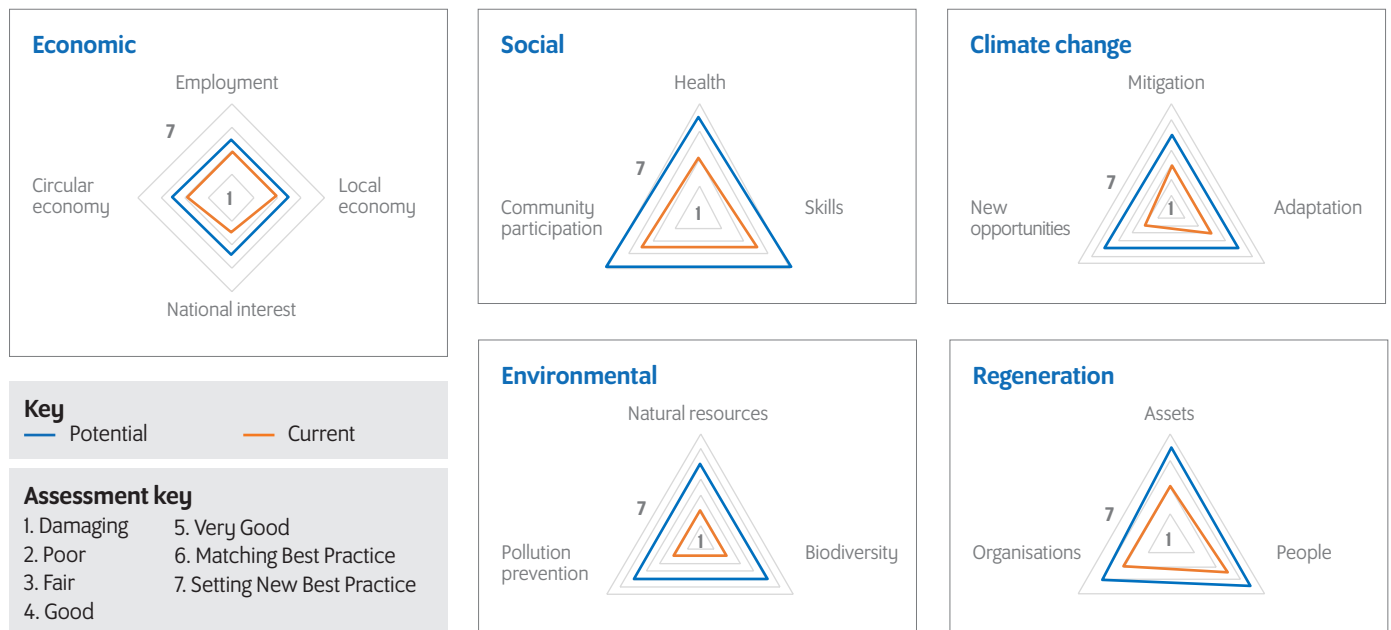 Economic
Employment
7
Circular
economy
1
Local
economy
National interest
Social
Health
7
Community
participation
1
Skills
Climate change
Mitigation
7
New
opportunities
1
Adaptation
Key
Potential
Current
Assessment key
1. Damaging
2. Poor
3. Fair
4. Good
5. Very Good
6. Matching Best Practice
7. Setting New Best Practice
Environmental
Natural resources
7
Pollution
prevention
1
Biodiversity
Regeneration
Assets
7
Organisations
1
People